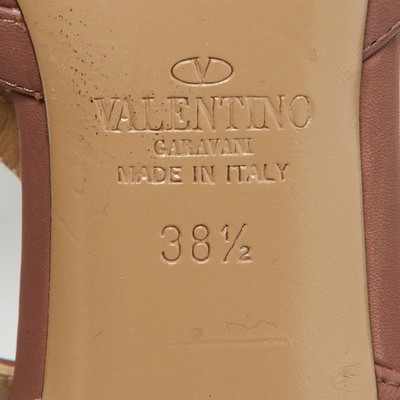 V
VALENTINO
GARAVANI
MADE IN ITALY
38½